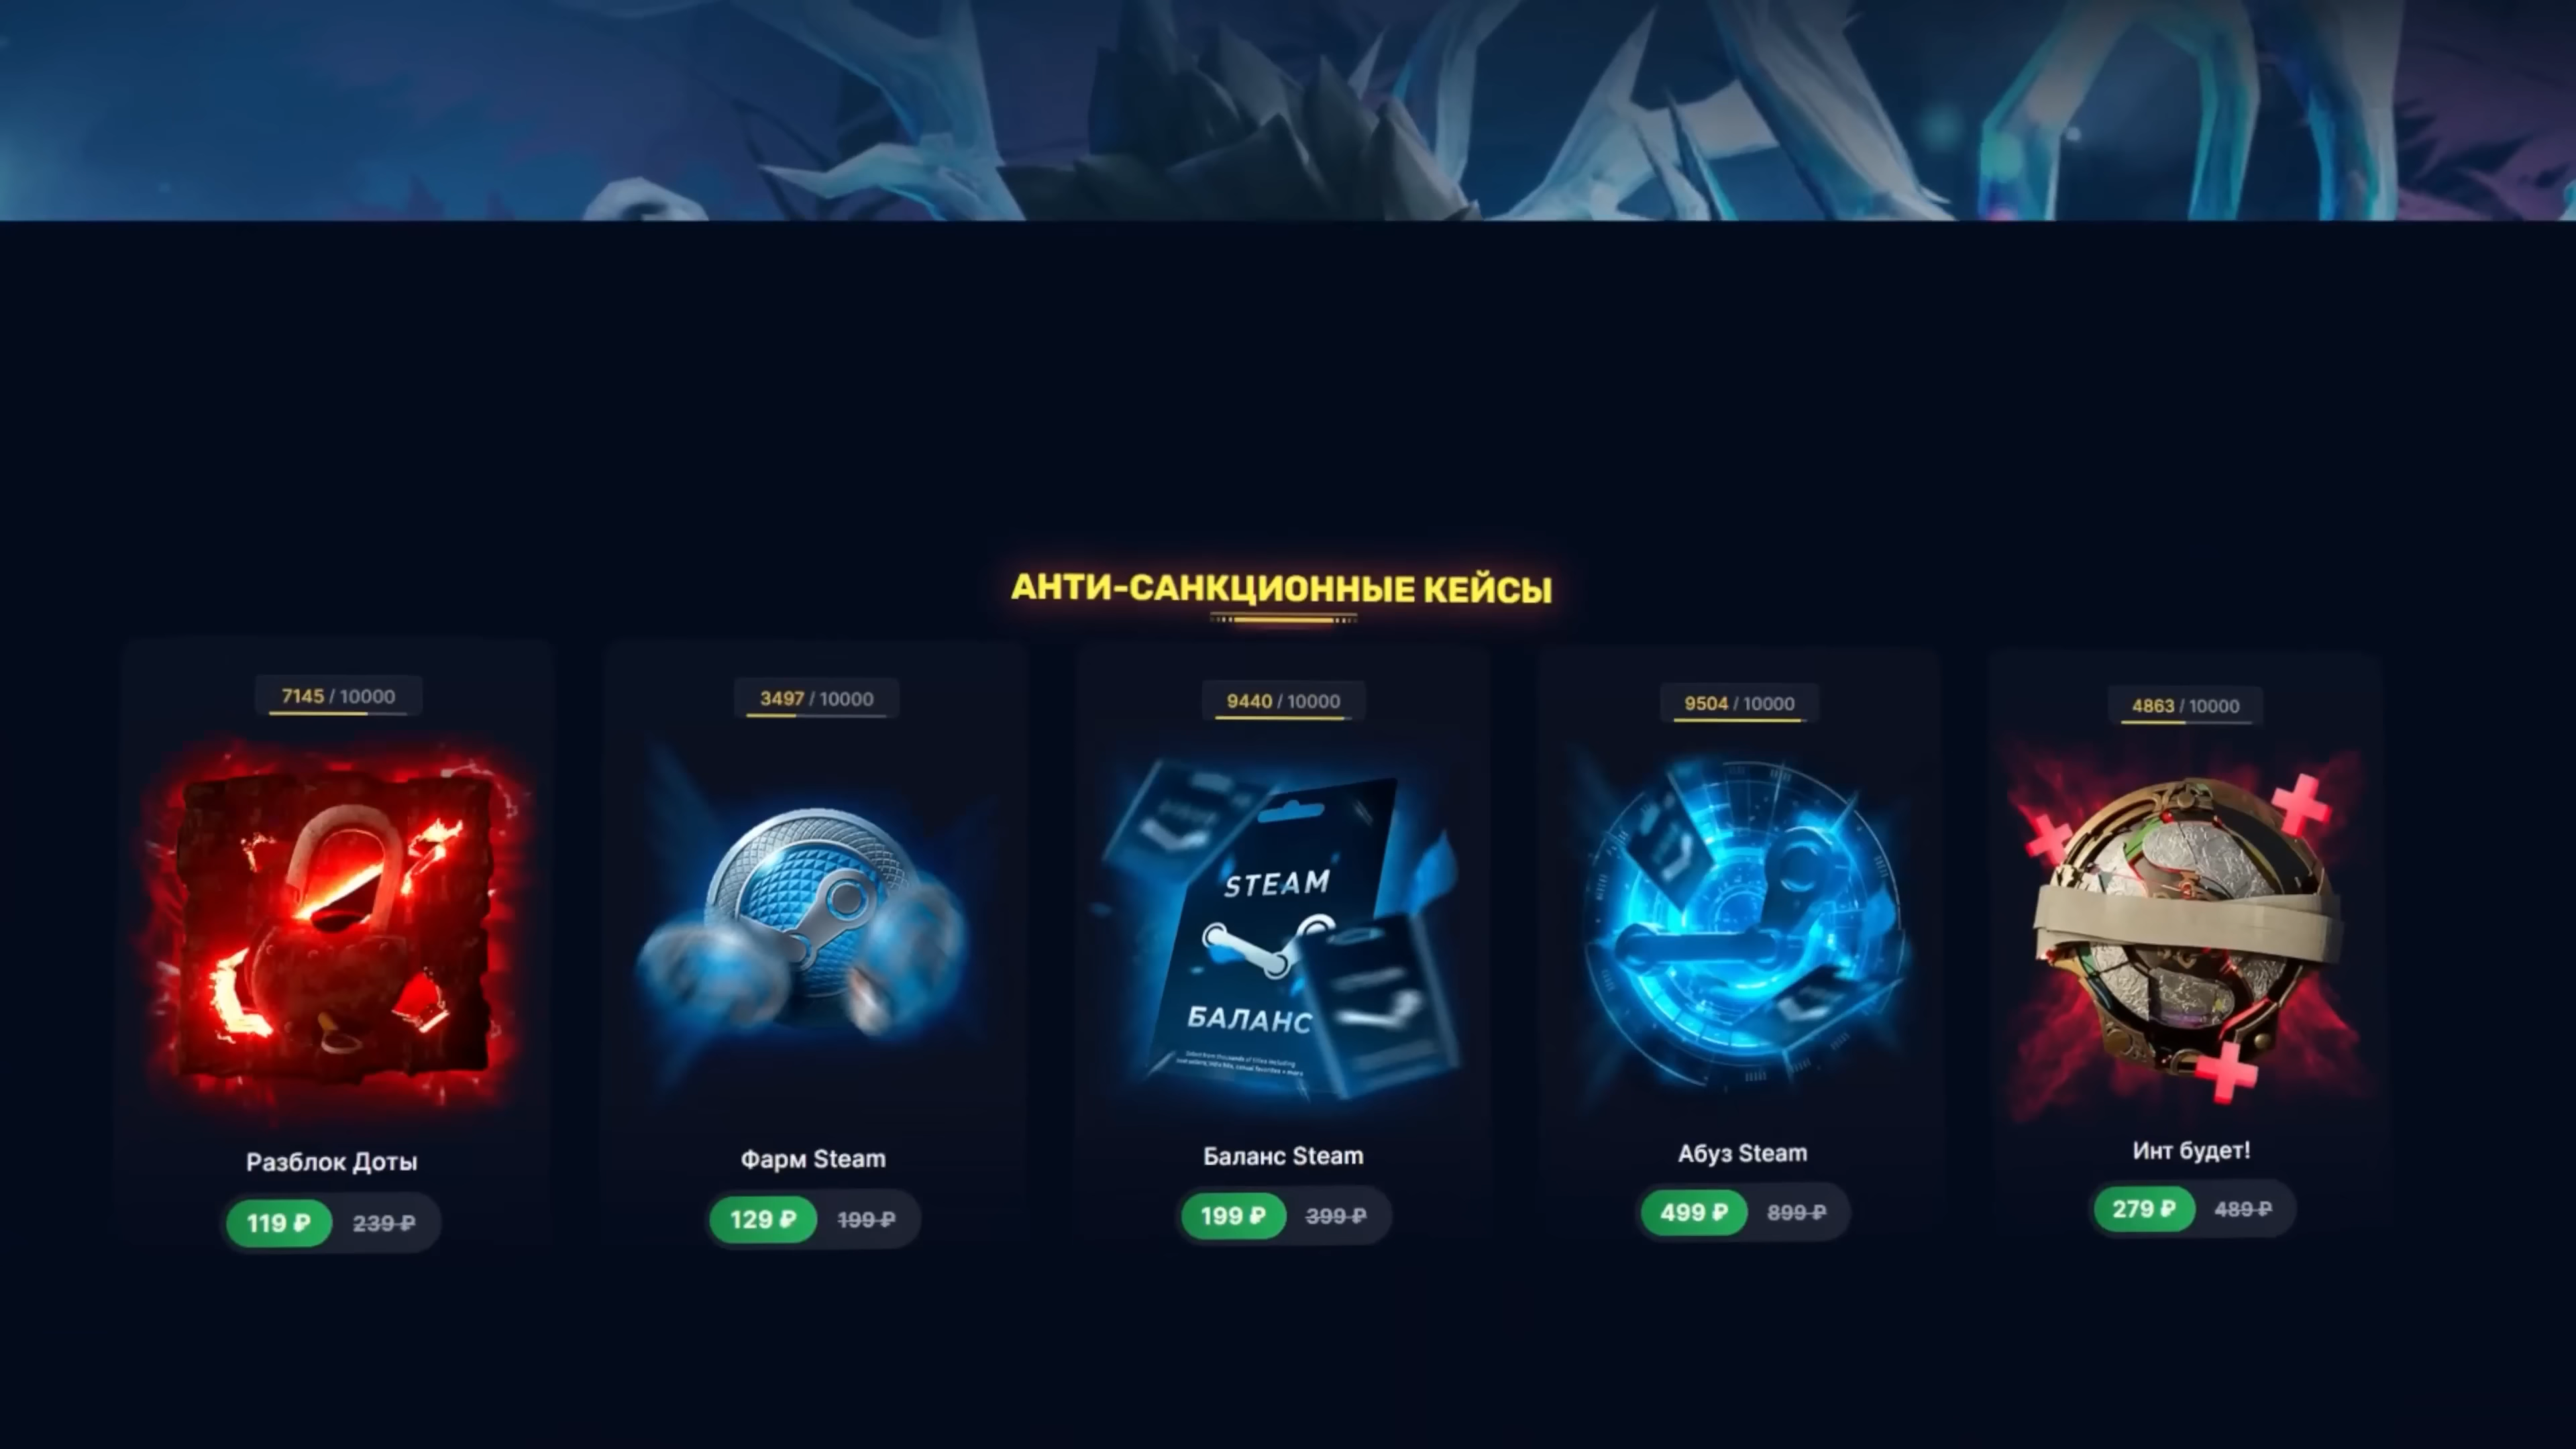 АНТИ-САНКЦИОННЫЕ КЕЙСЫ
7145 / 10000
3497 / 10000
9440 / 10000
9504 / 10000
4863 / 10000
STEAM
БАЛАНС
Разблок Доты
Фарм Steam
Баланс Steam
Абуз Steam
Инт будет!
119 ₽ 239 ₽
129 ₽ 199 ₽
199 ₽ 399 ₽
499 ₽ 899 ₽
279 ₽ 489 ₽